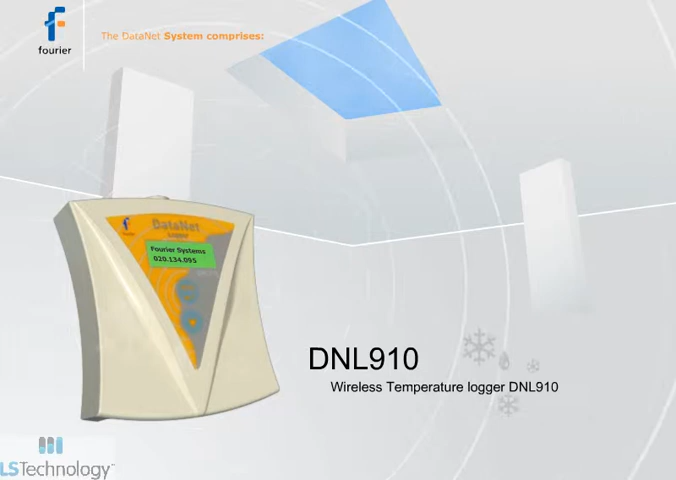 fourier
The DataNet System comprises:
DataNet
Fourier Systems
020.134.095
DNL910
Wireless Temperature logger DNL910
LSTechnology